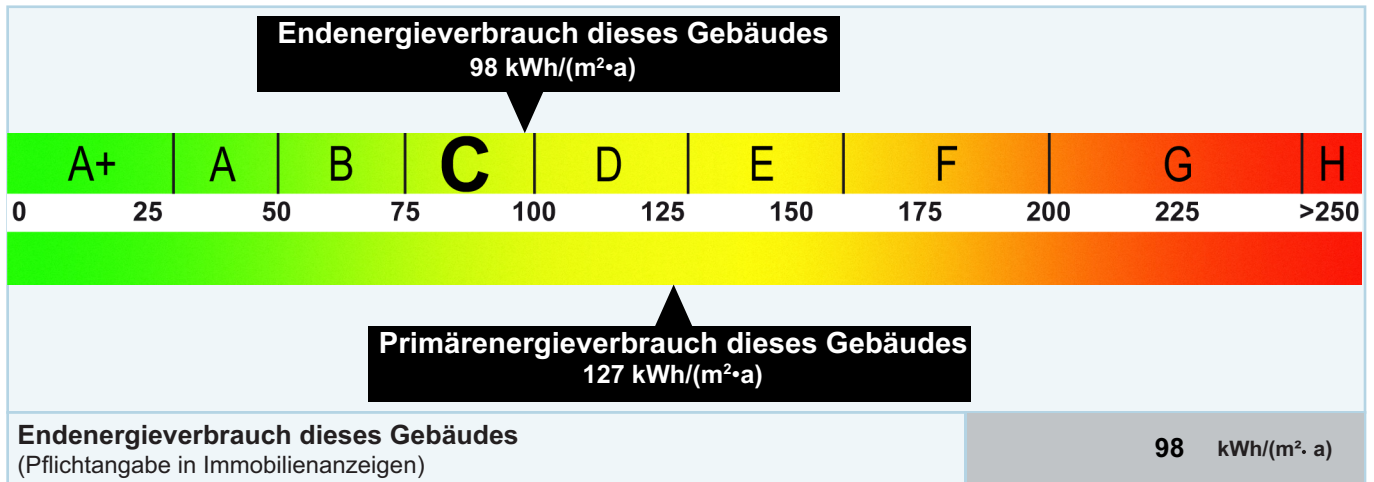 Endenergieverbrauch dieses Gebäudes
98 kWh/(m²•a)
A+ A B C D E F G H
0 25 50 75 100 125 150 175 200 225 >250
Primärenergieverbrauch dieses Gebäudes
127 kWh/(m²•a)
Endenergieverbrauch dieses Gebäudes
(Pflichtangabe in Immobilienanzeigen)
98 kWh/(m²· a)